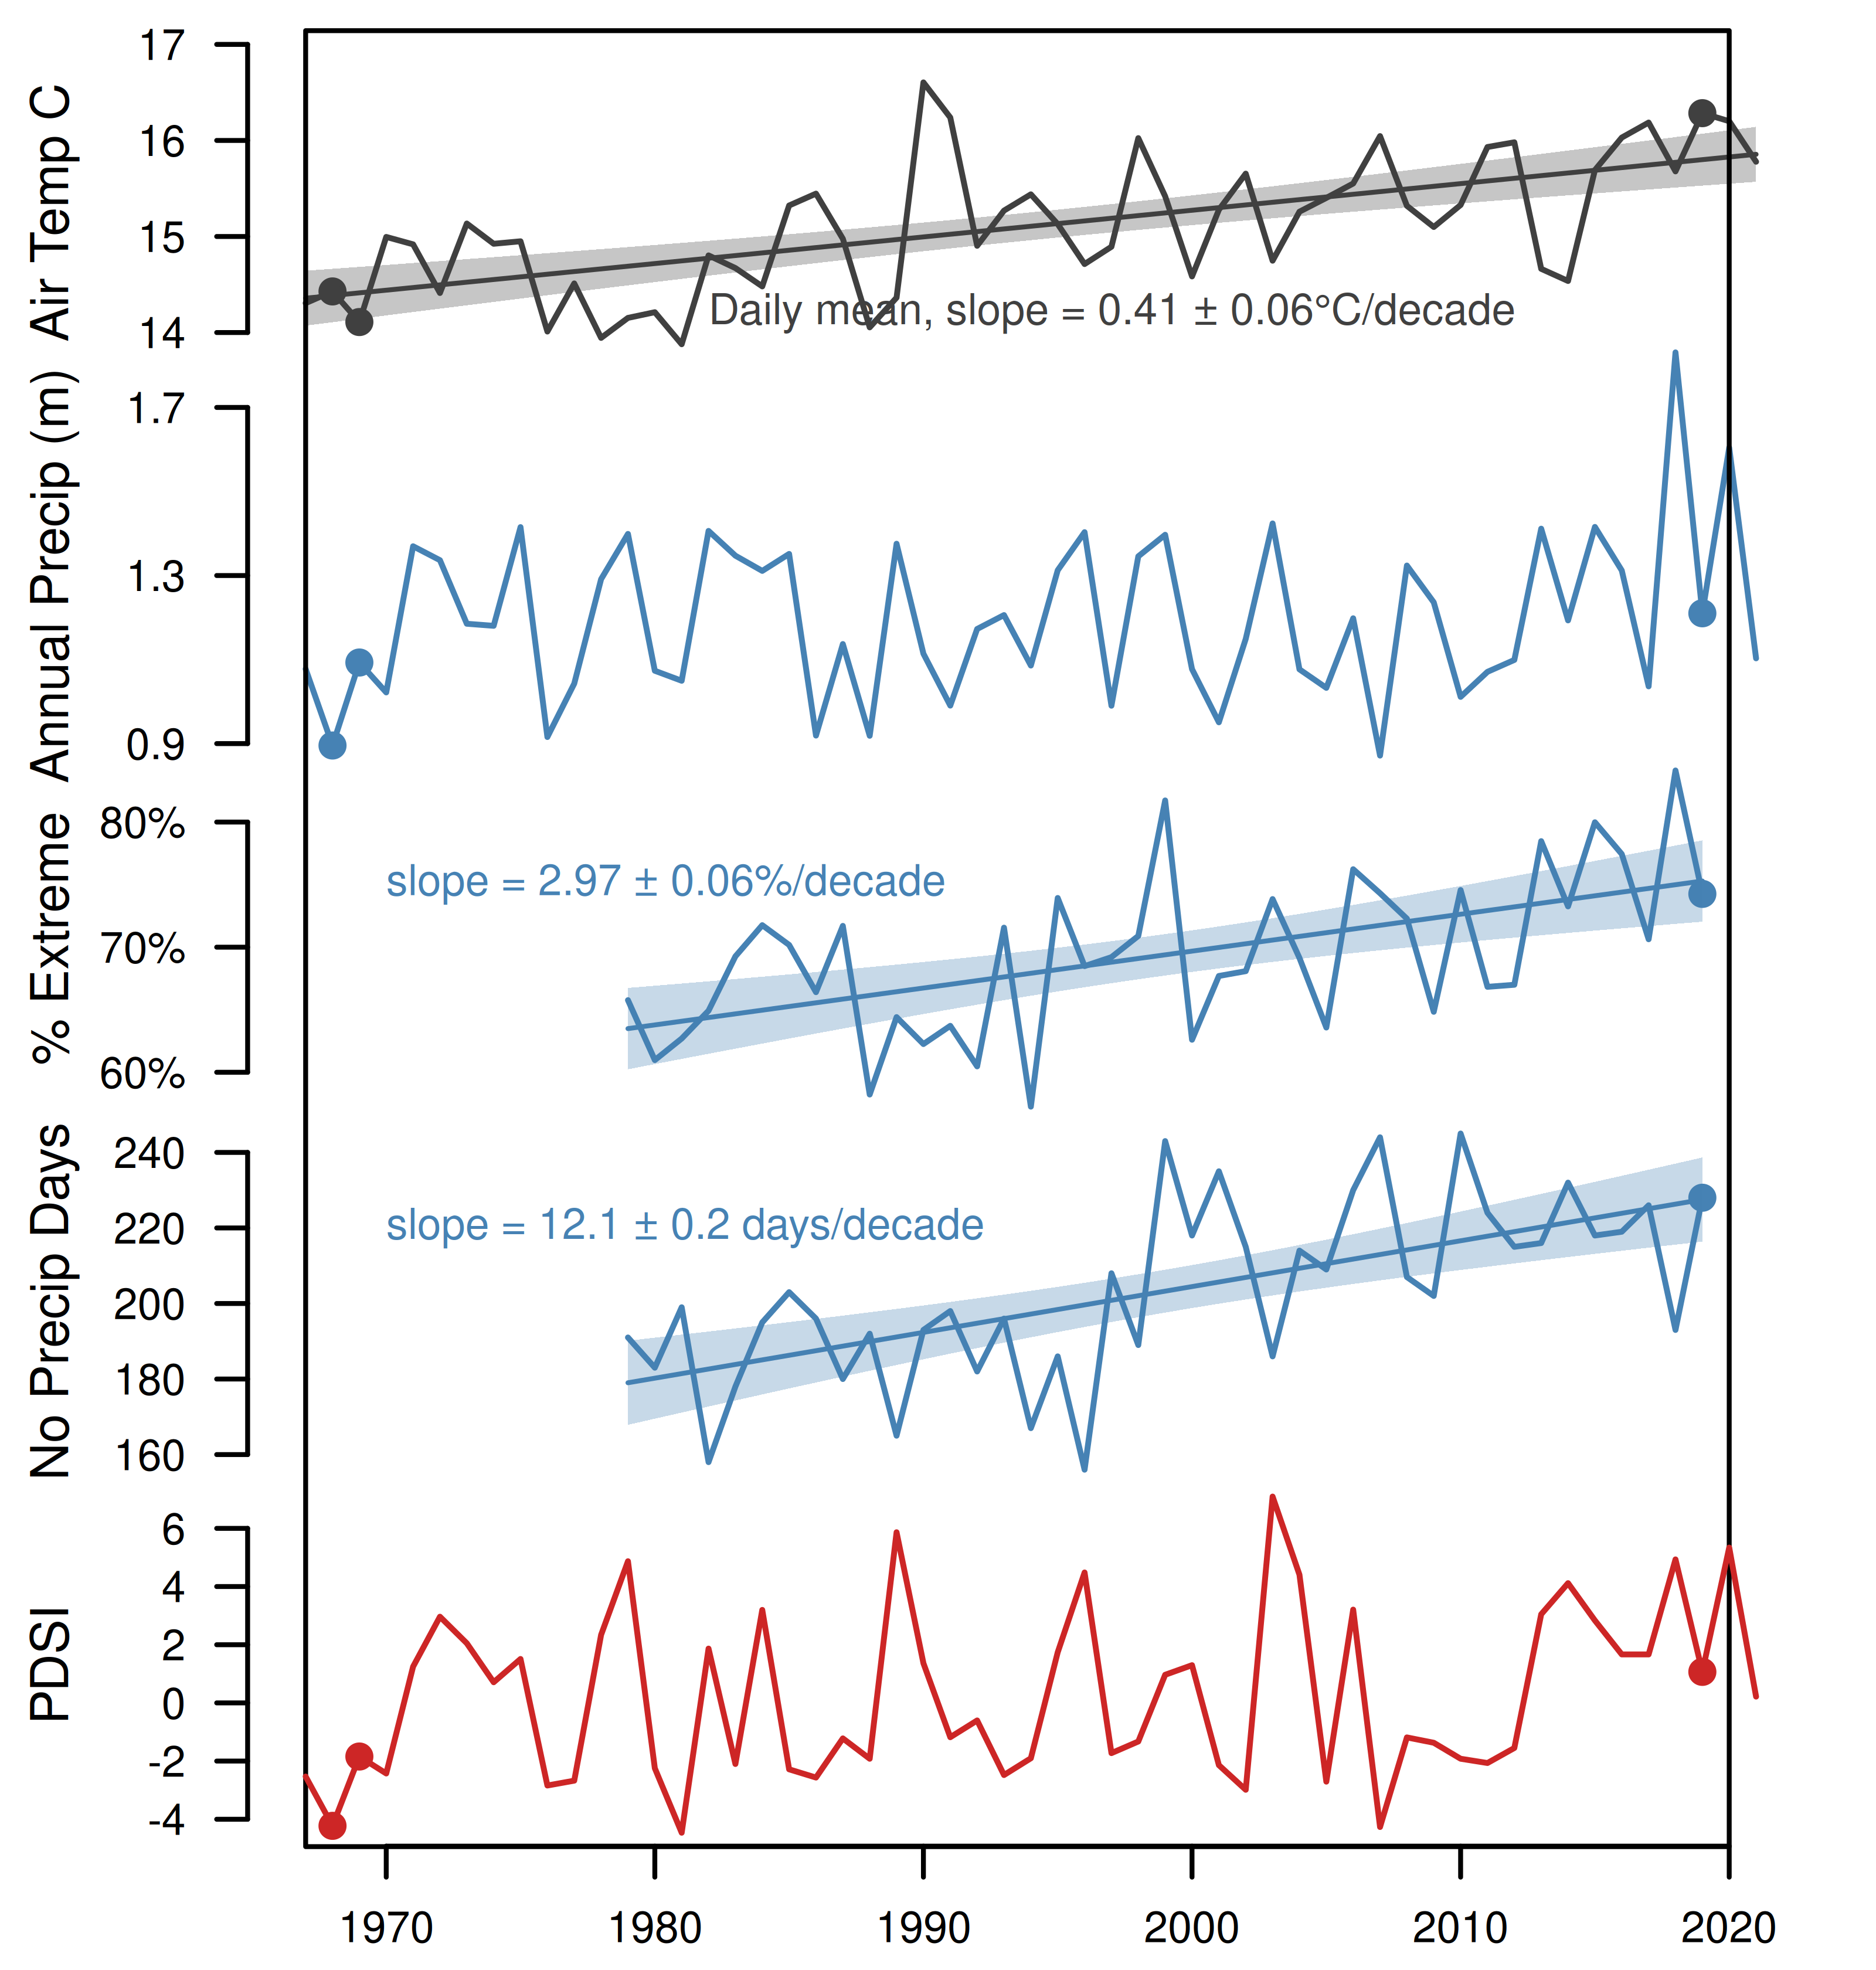 Air Temp C
17
16
15
14
Daily mean, slope = 0.41 ± 0.06°C/decade
Annual Precip (m)
1.7
1.3
0.9
% Extreme
80%
70%
60%
slope = 2.97 ± 0.06%/decade
No Precip Days
240
220
200
180
160
slope = 12.1 ± 0.2 days/decade
PDSI
6
4
2
0
-2
-4
1970 1980 1990 2000 2010 2020